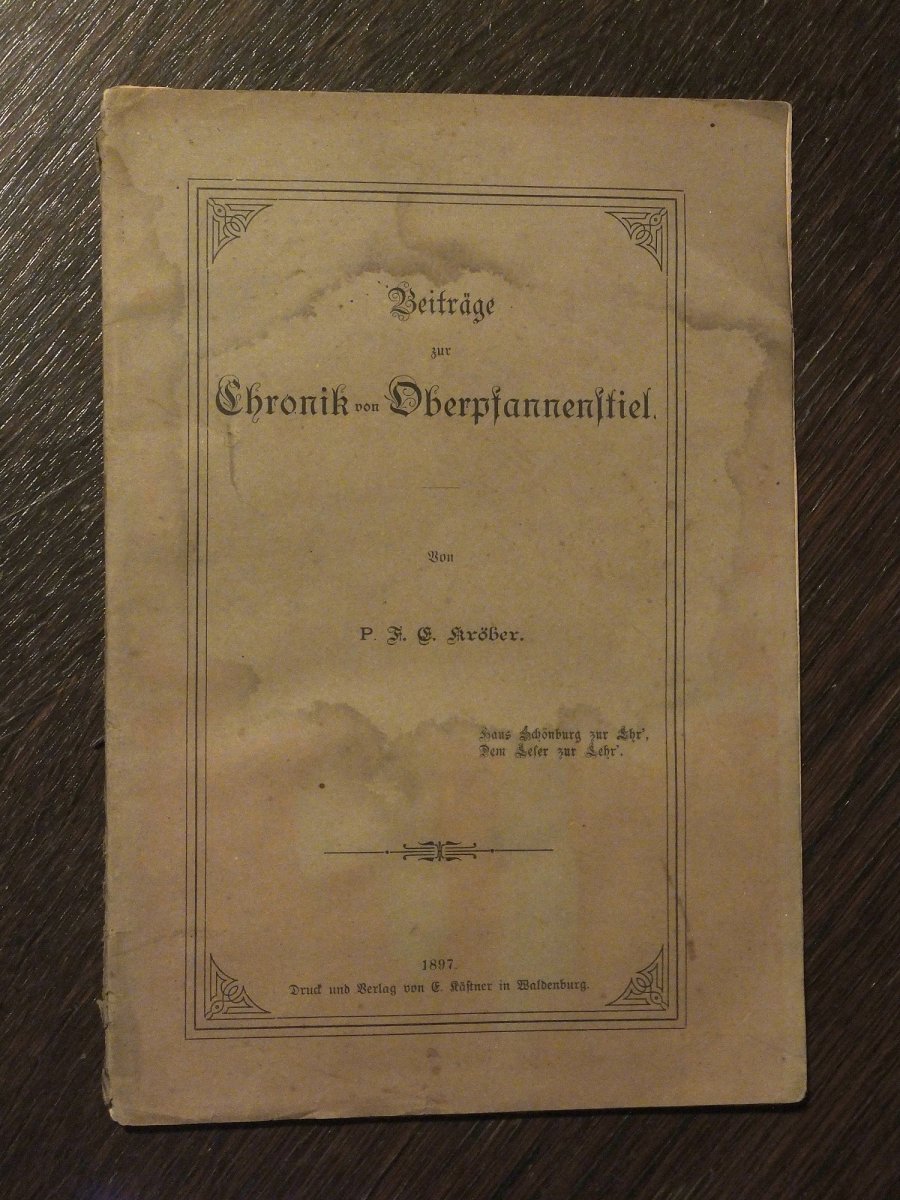 Beiträge
zur
Chronik von Oberpfannenstiel.
Von
P. F. E. Kröber.
Haus Schönburg zur Ehr',
Dem Leser zur Lehr'.
1897.
Druck und Verlag von E. Kästner in Waldenburg.